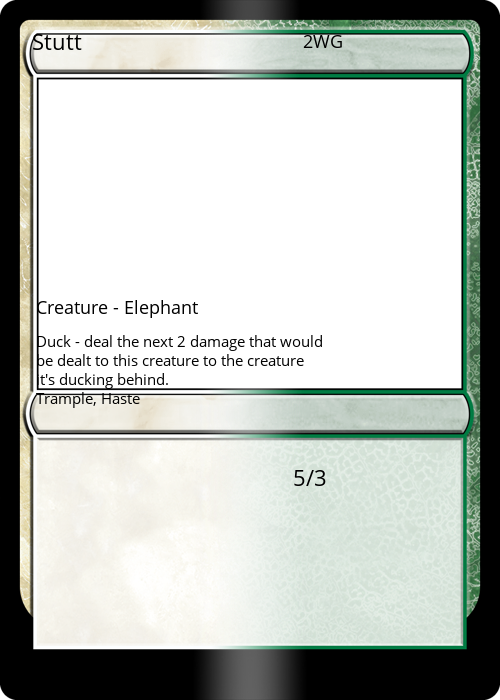 Stutt
2WG
Creature - Elephant
Duck - deal the next 2 damage that would
be dealt to this creature to the creature
it's ducking behind.
Trample, Haste
5/3